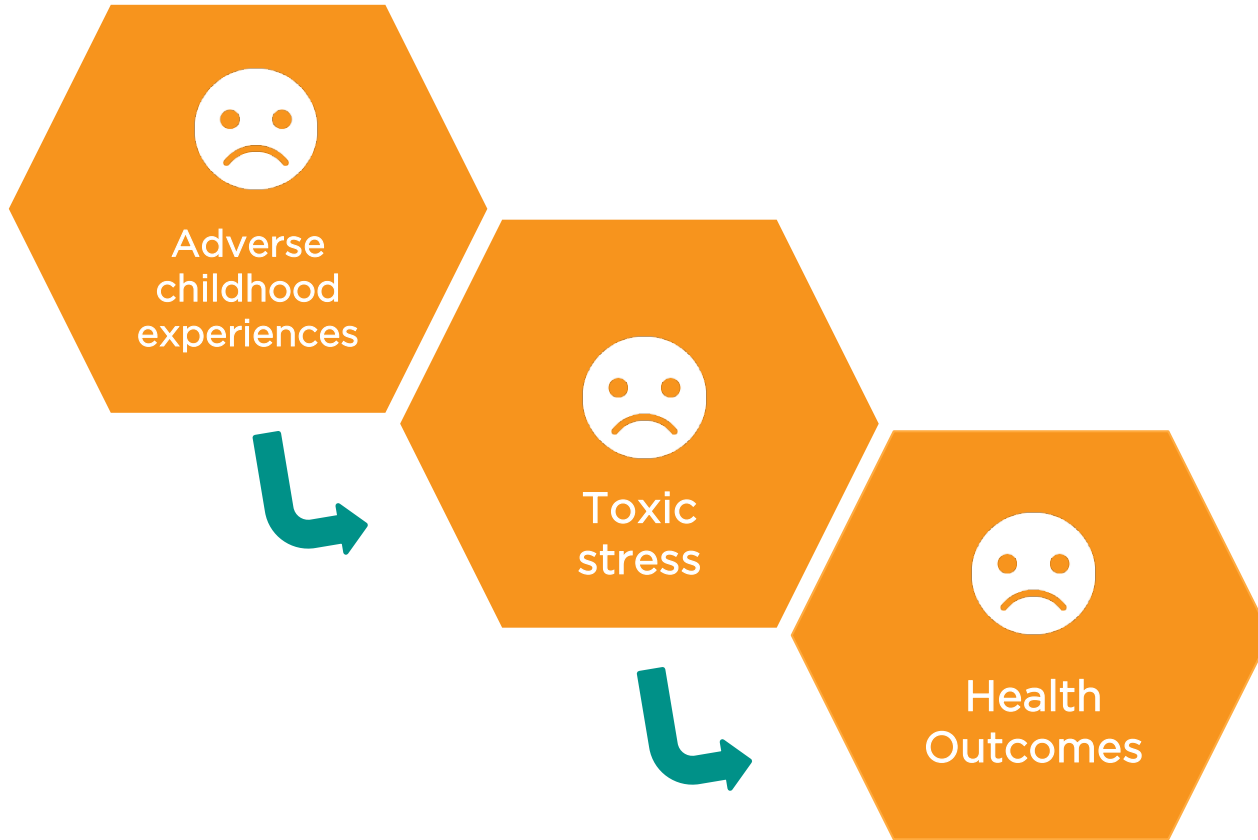 Adverse
childhood
experiences
Toxic
stress
Health
Outcomes